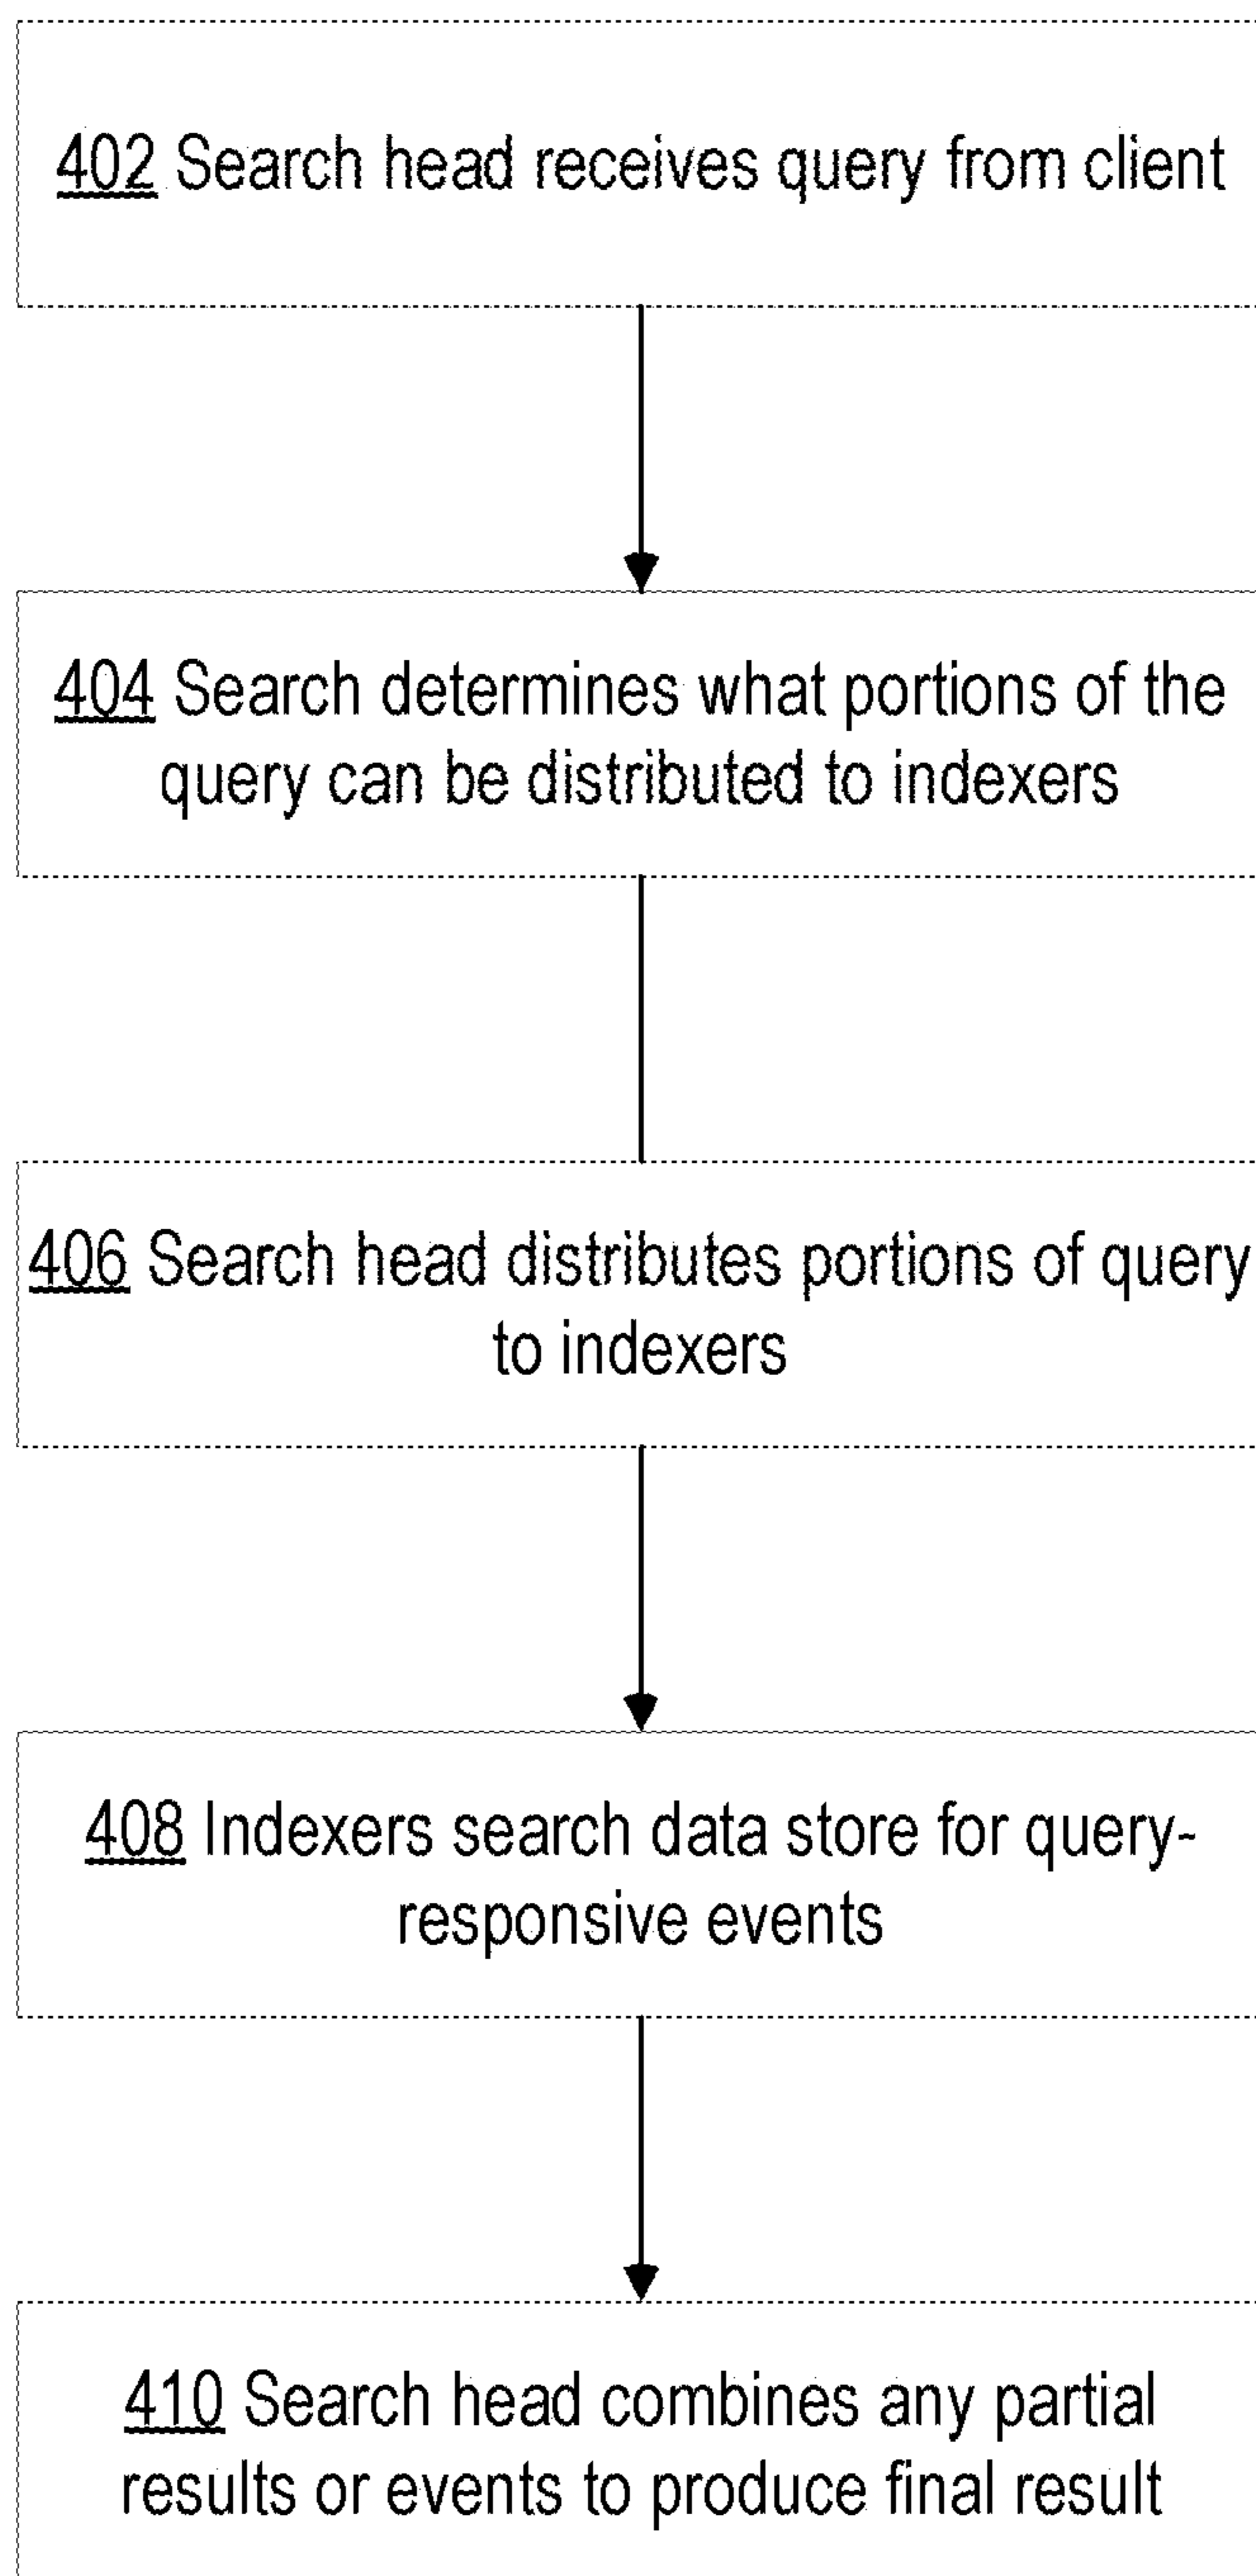 402 Search head receives query from client
404 Search determines what portions of the
query can be distributed to indexers
406 Search head distributes portions of query
to indexers
408 Indexers search data store for query-
responsive events
410 Search head combines any partial
results or events to produce final result